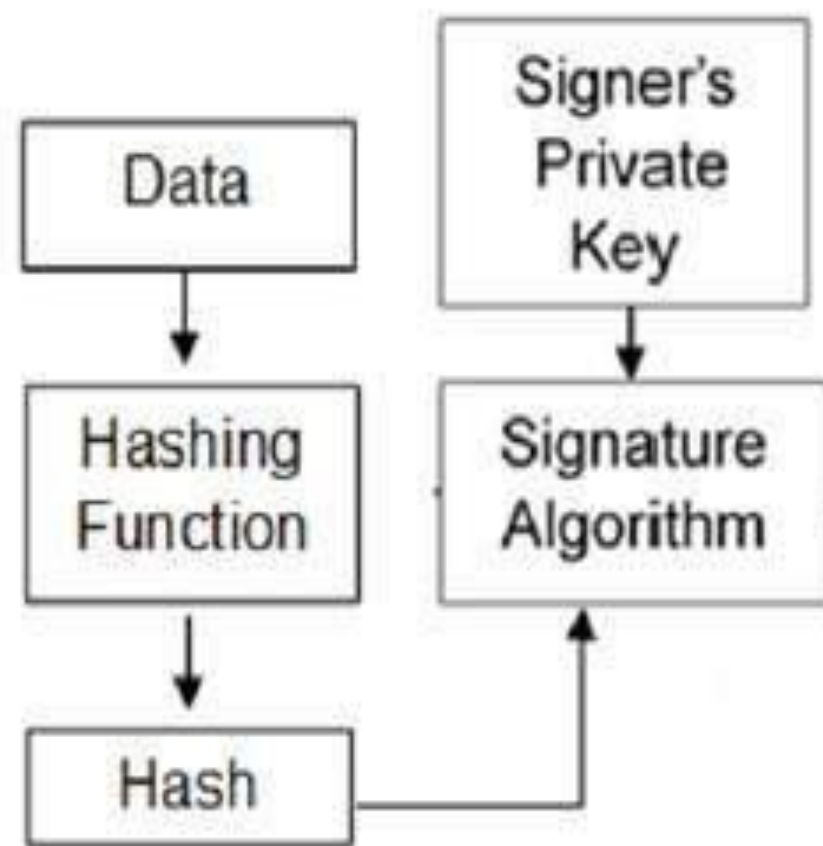 Data
Hashing
Function
Hash
Signer's
Private
Key
Signature
Algorithm